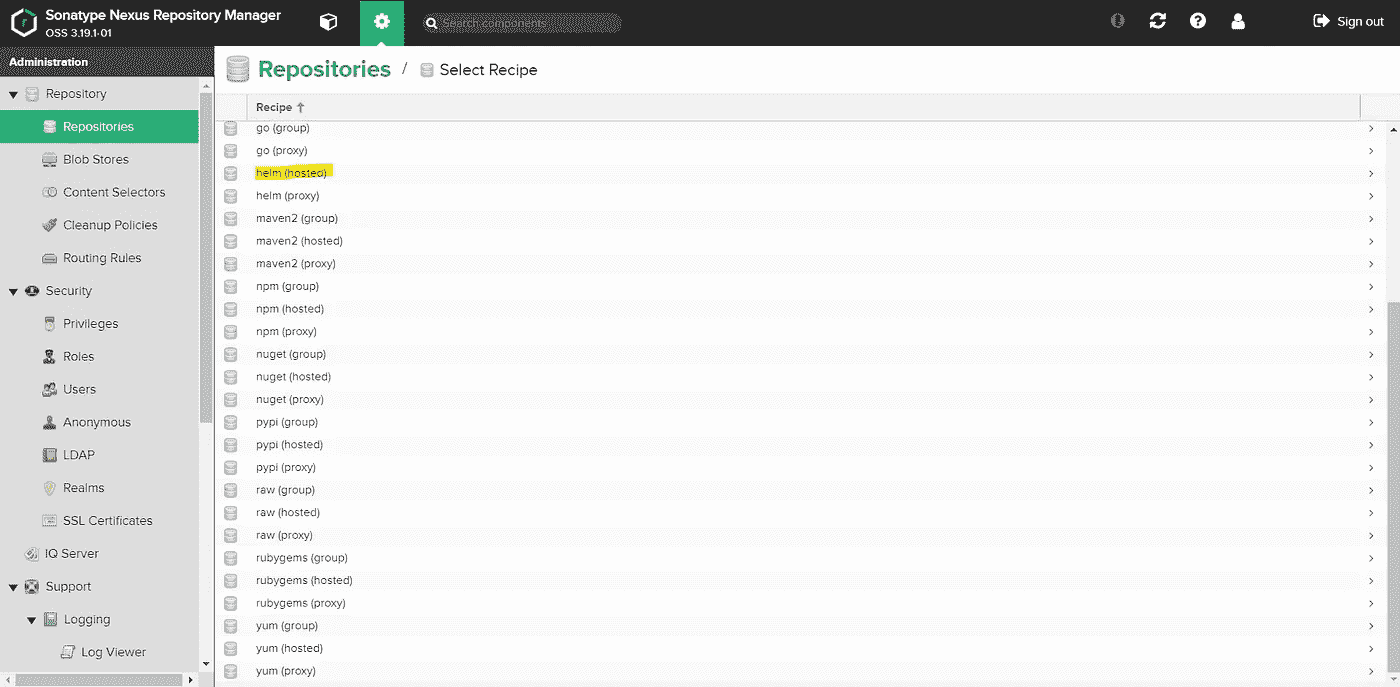 Sonatype Nexus Repository Manager
OSS 3.19.1-01
Search components
Sign out
Administration
Repository
Repositories
Blob Stores
Content Selectors
Cleanup Policies
Routing Rules
Security
Privileges
Roles
Users
Anonymous
LDAP
Realms
SSL Certificates
IQ Server
Support
Logging
Log Viewer
Repositories / Select Recipe
Recipe
go (group)
go (proxy)
helm (hosted)
helm (proxy)
maven2 (group)
maven2 (hosted)
maven2 (proxy)
npm (group)
npm (hosted)
npm (proxy)
nuget (group)
nuget (hosted)
nuget (proxy)
pypi (group)
pypi (hosted)
pypi (proxy)
raw (group)
raw (hosted)
raw (proxy)
rubygems (group)
rubygems (hosted)
rubygems (proxy)
yum (group)
yum (hosted)
yum (proxy)